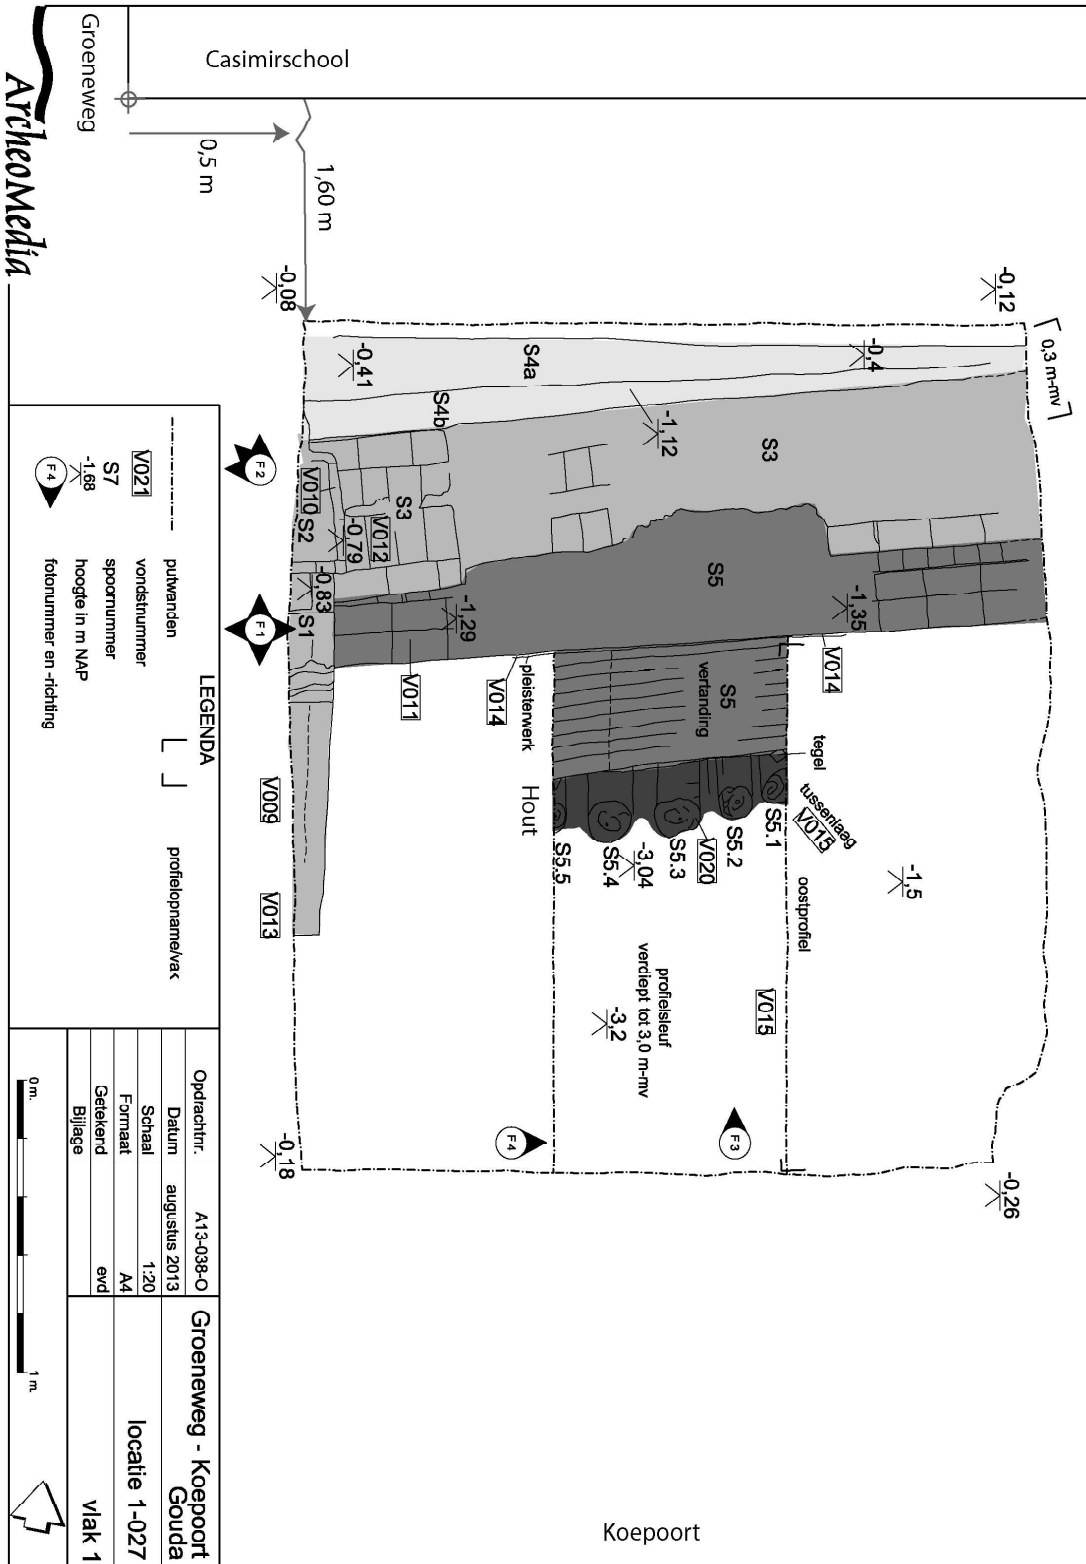 Casimirschool
Groeneweg
ArcheoMedia
0,5 m
1,60 m
-0,08
-0,12
0,3 m-mv
-0,41
S4a
-0,4
S4b
-1,12
S3
V010
S2
S3
V012
-0,79
-0,83
S1
-1,29
S5
-1,35
V011
V014
pleisterwerk
S5
vertanding
V014
tegel
tussenlaag
V015
Hout
S5.5
S5.4
-3,04
S5.3
V020
S5.2
S5.1
oostprofiel
-1,5
V009
V013
profielsleuf
verdiept tot 3,0 m-mv
-3,2
V015
F2
F1
F4
F3
-0,18
-0,26
Koepoort
LEGENDA
putwanden
V021 vondstnummer
S7 spoornummer
-1.68 hoogte in m NAP
F4 fotonummer en -richting
profielopname/vak
Opdrachtnr. A13-038-O
Datum augustus 2013
Schaal 1:20
Formaat A4
Getekend evd
Bijlage
Groeneweg - Koepoort
Gouda
locatie 1-027
vlak 1
0 m. 1 m.